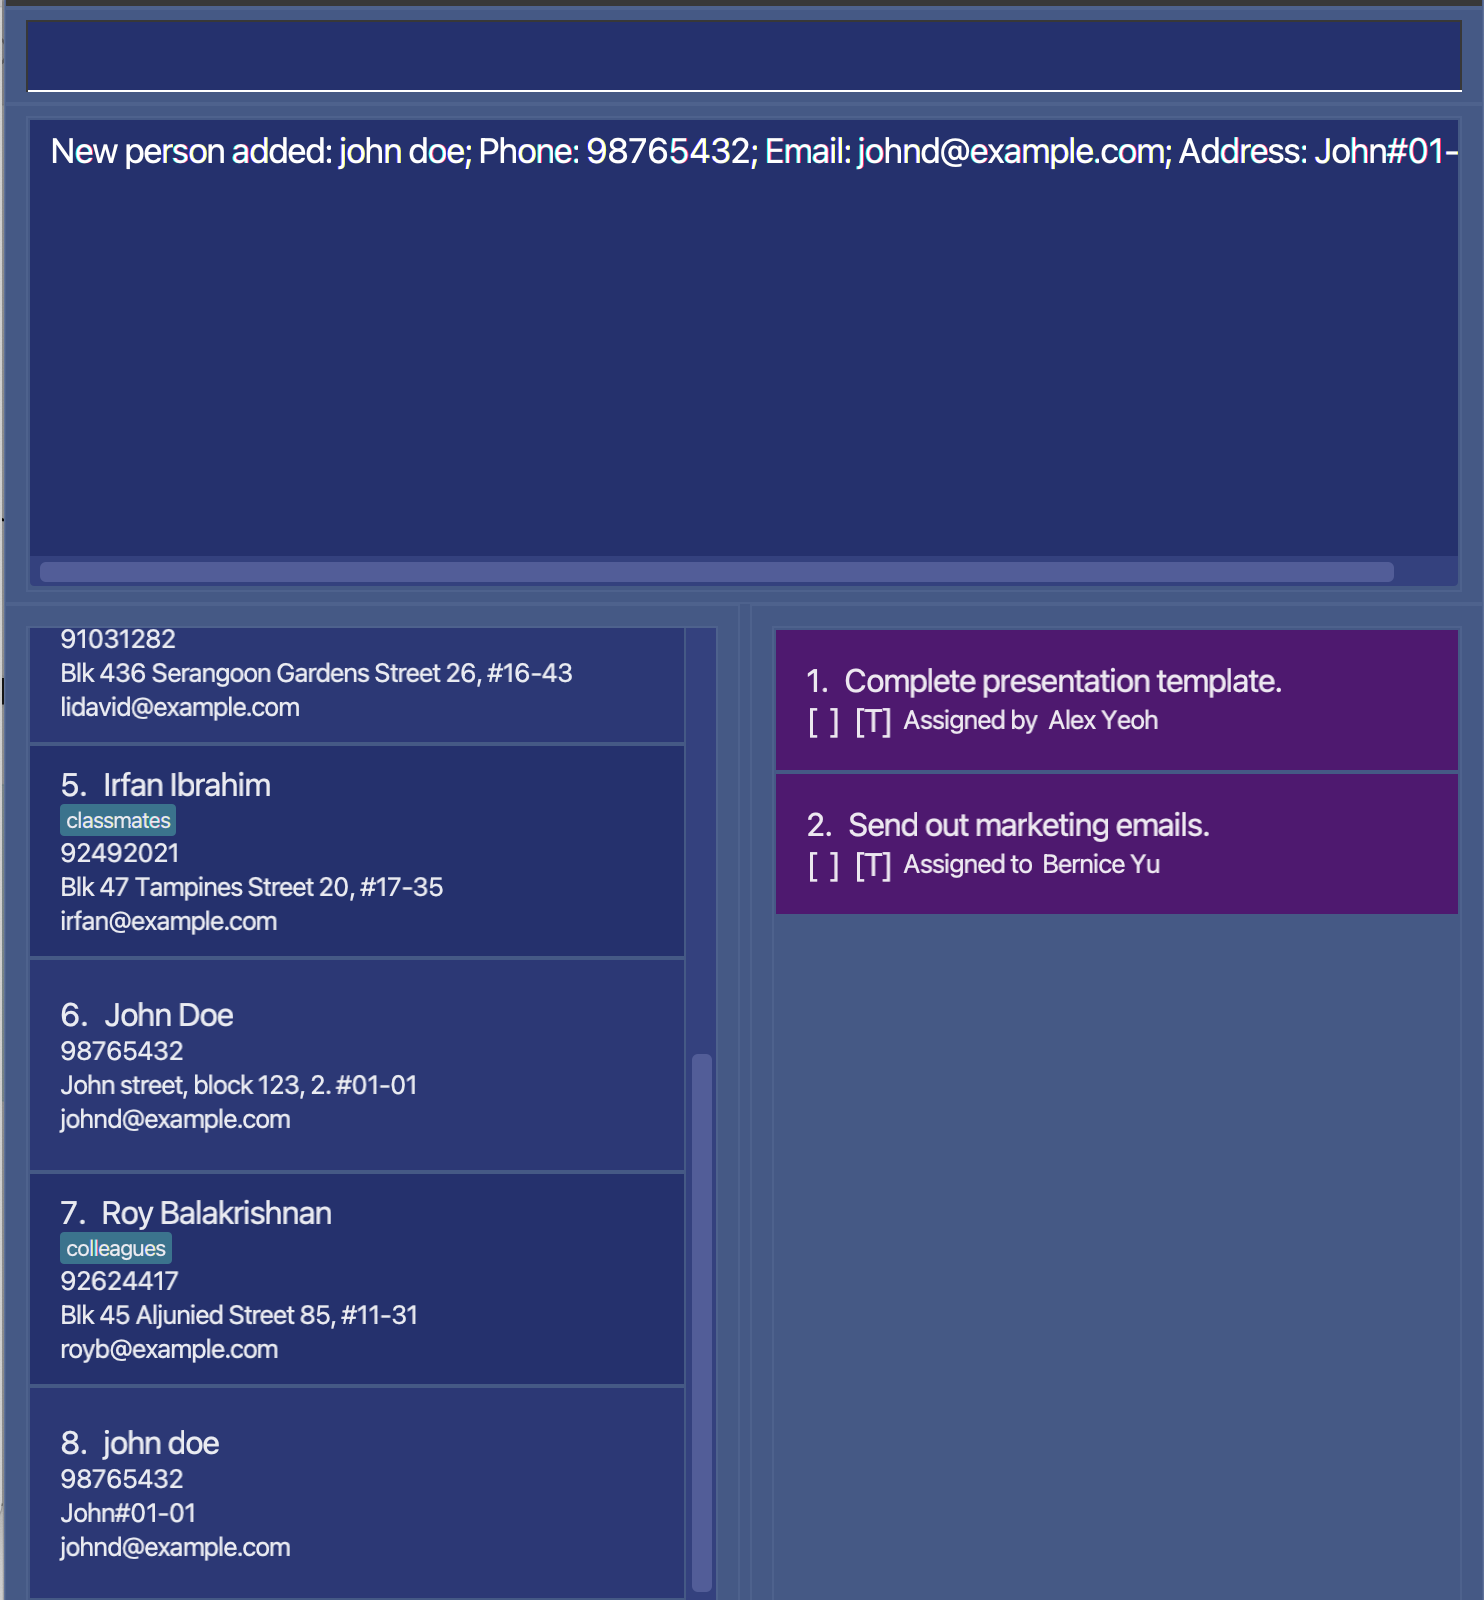 New person added: john doe; Phone: 98765432; Email: johnd@example.com; Address: John#01-
91031282
Blk 436 Serangoon Gardens Street 26, #16-43
lidavid@example.com
5. Irfan Ibrahim
classmates
92492021
Blk 47 Tampines Street 20, #17-35
irfan@example.com
6. John Doe
98765432
John street, block 123, 2. #01-01
johnd@example.com
7. Roy Balakrishnan
colleagues
92624417
Blk 45 Aljunied Street 85, #11-31
royb@example.com
8. john doe
98765432
John#01-01
johnd@example.com
1. Complete presentation template.
[ ] [T] Assigned by Alex Yeoh
2. Send out marketing emails.
[ ] [T] Assigned to Bernice Yu